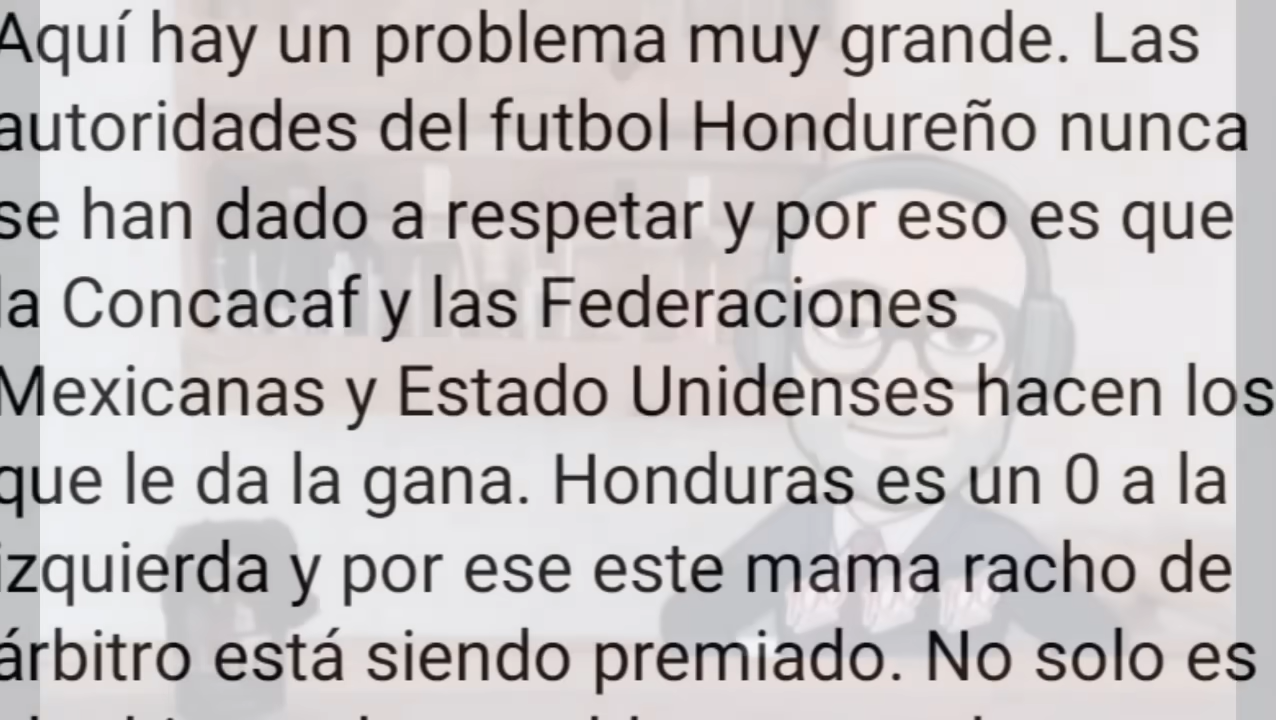 Aquí hay un problema muy grande. Las
autoridades del futbol Hondureño nunca
se han dado a respetar y por eso es que
la Concacaf y las Federaciones
Mexicanas y Estado Unidenses hacen los
que le da la gana. Honduras es un 0 a la
izquierda y por ese este mama racho de
árbitro está siendo premiado. No solo es